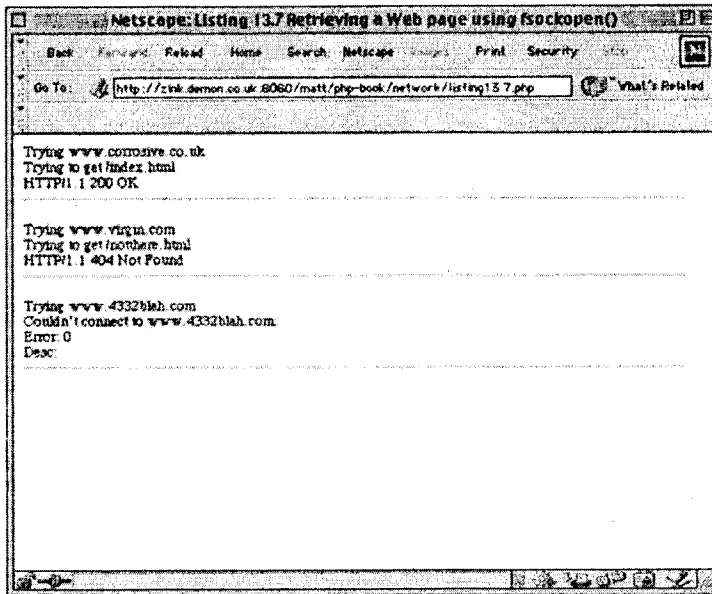 Netscape: Listing 13.7 Retrieving a Web page using fsockopen()
Back Forward Reload Home Search Netscape Images Print Security Stop
Go To: http://zink.demon.co.uk:8060/matt/php-book/network/listing13.7.php What's Related
Trying www.corrosive.co.uk
Trying to get /index.html
HTTP/1.1 200 OK
Trying www.virgin.com
Trying to get /notthere.html
HTTP/1.1 404 Not Found
Trying www.4332blah.com
Couldn't connect to www.4332blah.com
Error: 0
Desc: